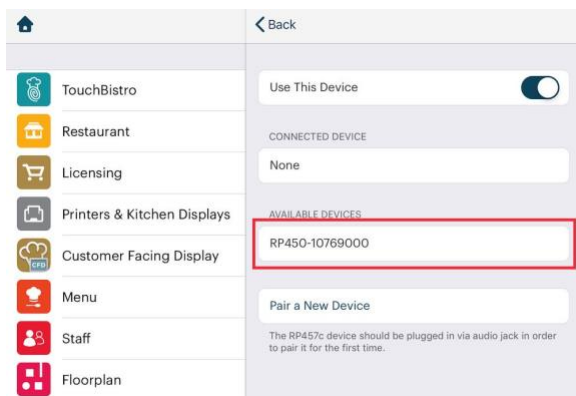 Back
TouchBistro
Restaurant
Licensing
Printers & Kitchen Displays
CFD
Customer Facing Display
Menu
Staff
Floorplan
Use This Device
CONNECTED DEVICE
None
AVAILABLE DEVICES
RP450-10769000
Pair a New Device
The RP457c device should be plugged in via audio jack in order
to pair it for the first time.